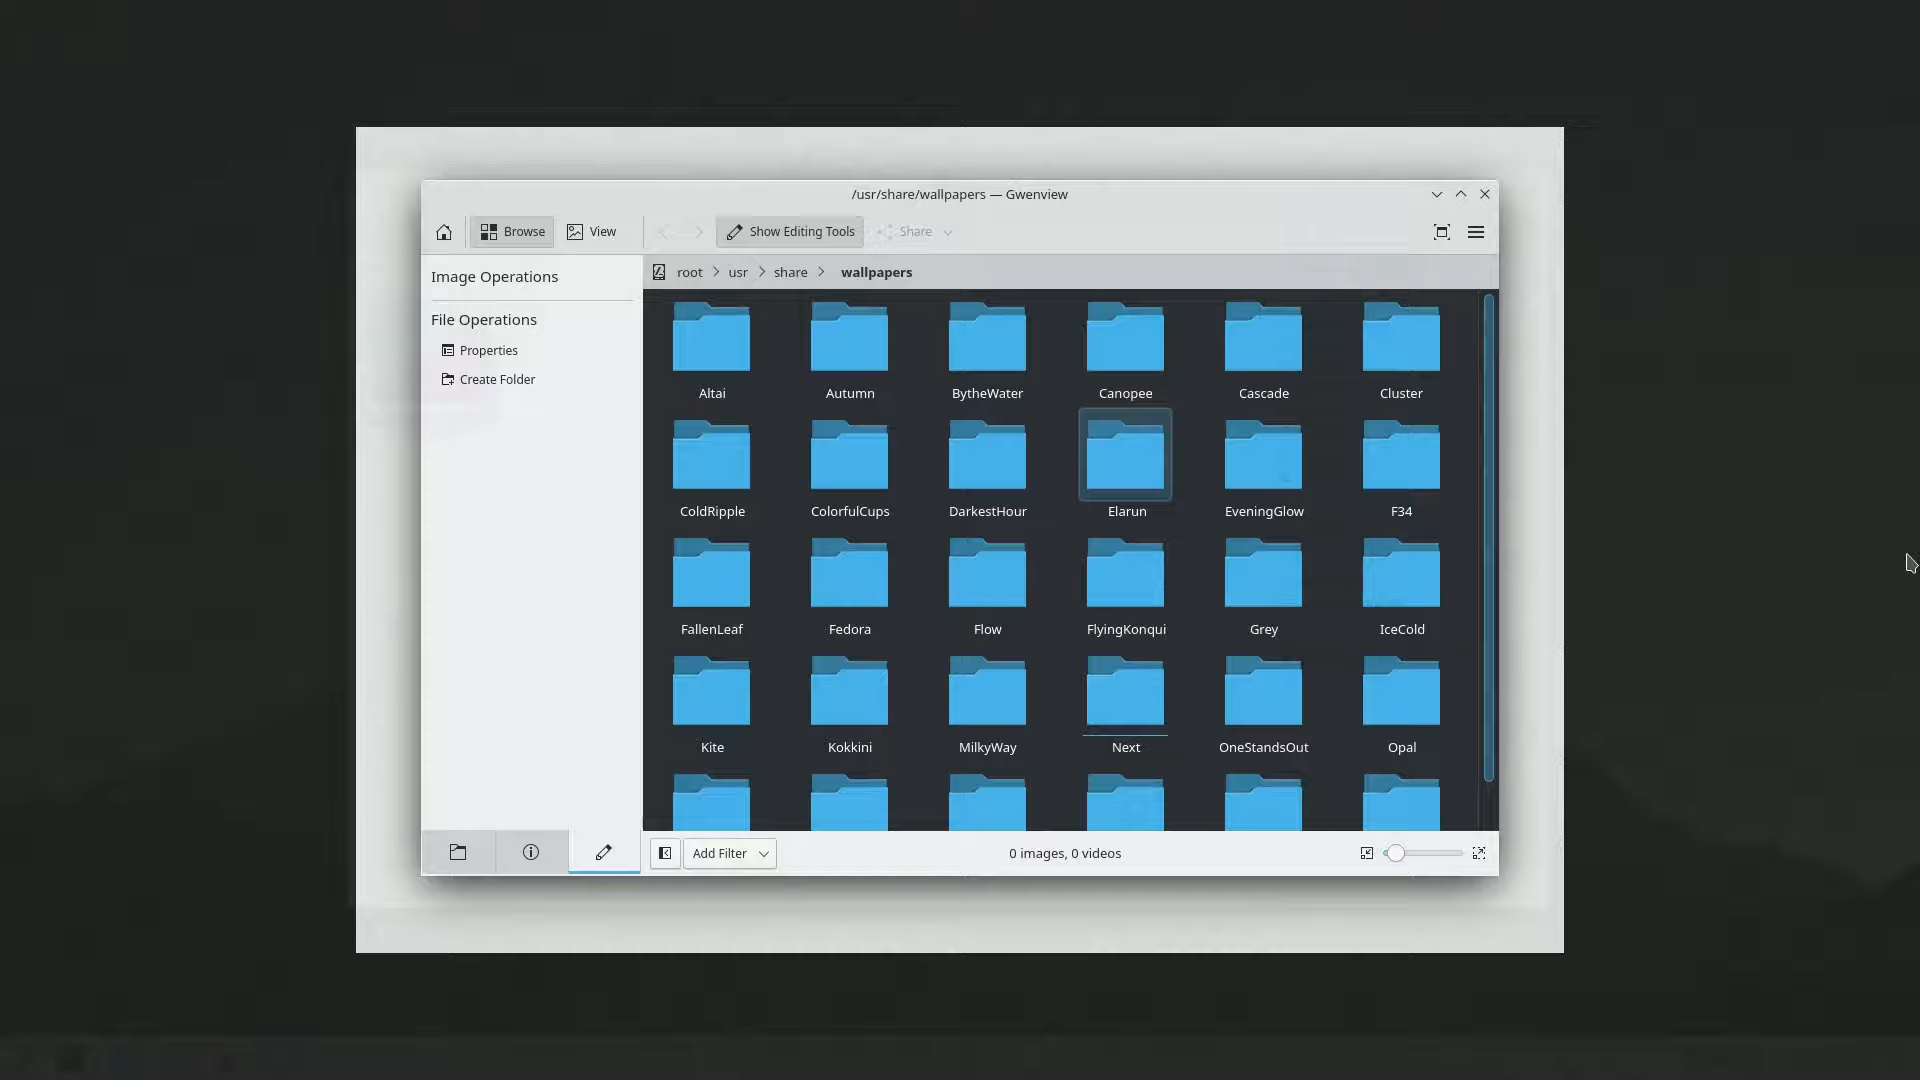 /usr/share/wallpapers — Gwenview
Browse View Show Editing Tools Share
root usr share wallpapers
Image Operations
File Operations
Properties
Create Folder
Altai Autumn BytheWater Canopee Cascade Cluster
ColdRipple ColorfulCups DarkestHour Elarun EveningGlow F34
FallenLeaf Fedora Flow FlyingKonqui Grey IceCold
Kite Kokkini MilkyWay Next OneStandsOut Opal
Add Filter 0 images, 0 videos